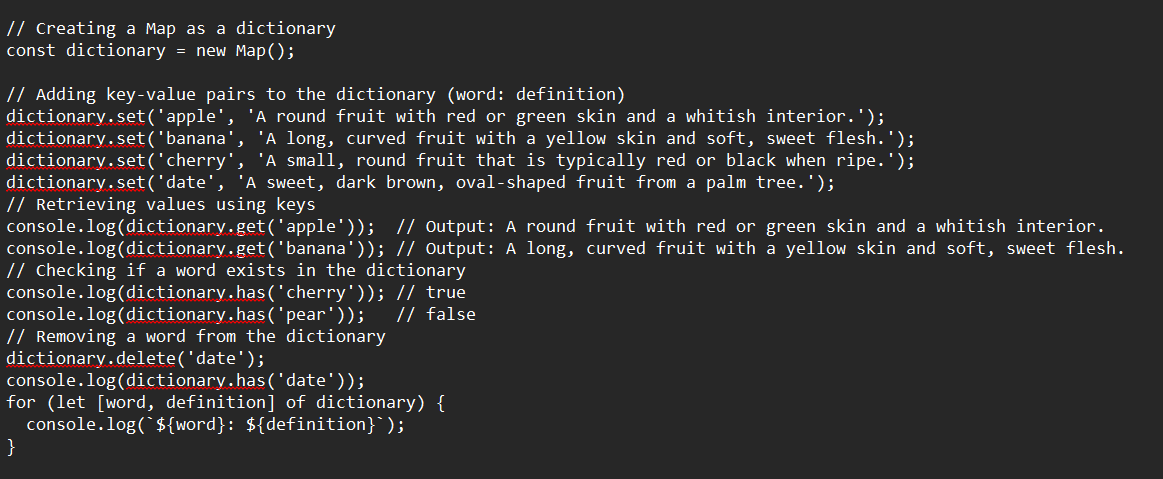 // Creating a Map as a dictionary
const dictionary = new Map();
// Adding key-value pairs to the dictionary (word: definition)
dictionary.set('apple', 'A round fruit with red or green skin and a whitish interior.');
dictionary.set('banana', 'A long, curved fruit with a yellow skin and soft, sweet flesh.');
dictionary.set('cherry', 'A small, round fruit that is typically red or black when ripe.');
dictionary.set('date', 'A sweet, dark brown, oval-shaped fruit from a palm tree.');
// Retrieving values using keys
console.log(dictionary.get('apple'));  // Output: A round fruit with red or green skin and a whitish interior.
console.log(dictionary.get('banana')); // Output: A long, curved fruit with a yellow skin and soft, sweet flesh.
// Checking if a word exists in the dictionary
console.log(dictionary.has('cherry')); // true
console.log(dictionary.has('pear'));   // false
// Removing a word from the dictionary
dictionary.delete('date');
console.log(dictionary.has('date'));
for (let [word, definition] of dictionary) {
  console.log(`${word}: ${definition}`);
}